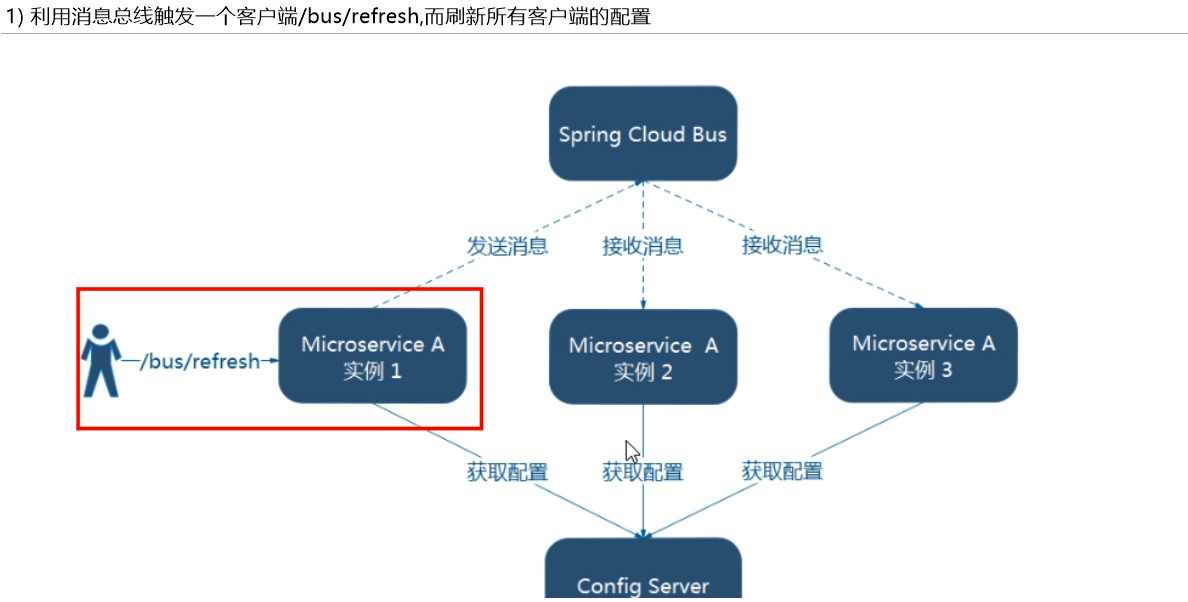 1) 利用消息总线触发一个客户端/bus/refresh,而刷新所有客户端的配置
Spring Cloud Bus
发送消息
接收消息
接收消息
/bus/refresh
Microservice A
实例 1
Microservice A
实例 2
Microservice A
实例 3
获取配置
获取配置
获取配置
Config Server